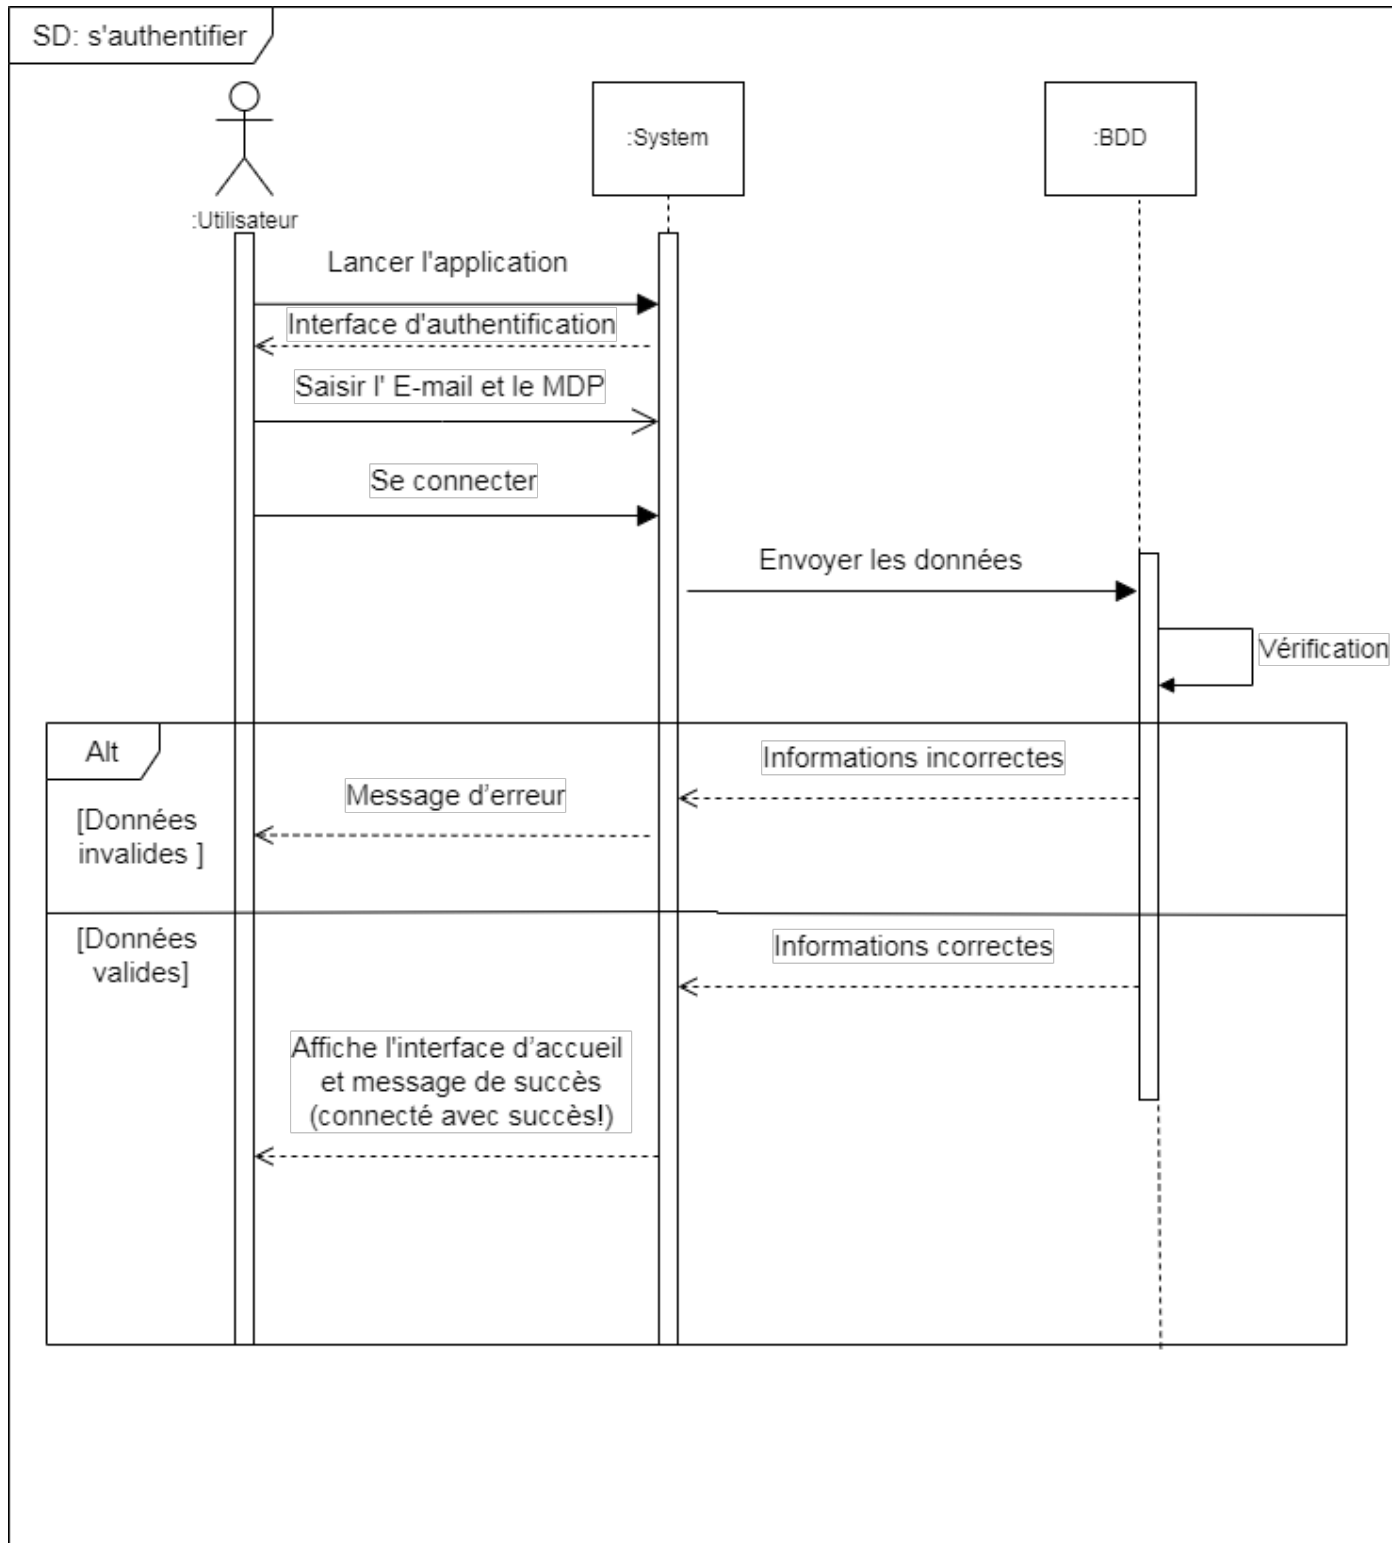 SD: s'authentifier
:System
:BDD
:Utilisateur
Lancer l'application
Interface d'authentification
Saisir l' E-mail et le MDP
Se connecter
Envoyer les données
Vérification
Alt
Informations incorrectes
Message d’erreur
[Données
invalides ]
[Données
valides]
Informations correctes
Affiche l'interface d’accueil
et message de succès
(connecté avec succès!)